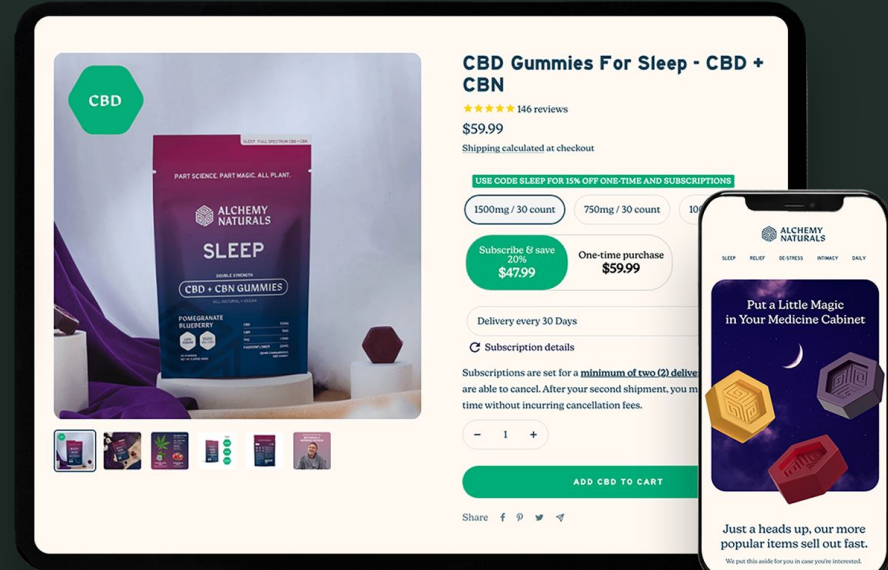 CBD
SLEEP FULL SPECTRUM CBD + CBN
PART SCIENCE. PART MAGIC. ALL PLANT.
ALCHEMY
NATURALS
SLEEP
DOUBLE STRENGTH
CBD + CBN GUMMIES
ALL NATURAL + VEGAN
POMEGRANATE
BLUEBERRY
CBD Gummies For Sleep - CBD +
CBN
146 reviews
$59.99
Shipping calculated at checkout
USE CODE SLEEP FOR 15% OFF ONE-TIME AND SUBSCRIPTIONS
1500mg / 30 count
750mg / 30 count
100
Subscribe & save
20%
$47.99
One-time purchase
$59.99
Delivery every 30 Days
Subscription details
Subscriptions are set for a minimum of two (2) delive
are able to cancel. After your second shipment, you m
time without incurring cancellation fees.
- 1 +
ADD CBD TO CART
Share
ALCHEMY
NATURALS
SLEEP RELIEF DE-STRESS INTIMACY DAILY
Put a Little Magic
in Your Medicine Cabinet
Just a heads up, our more
popular items sell out fast.
We put this aside for you in case you're interested.